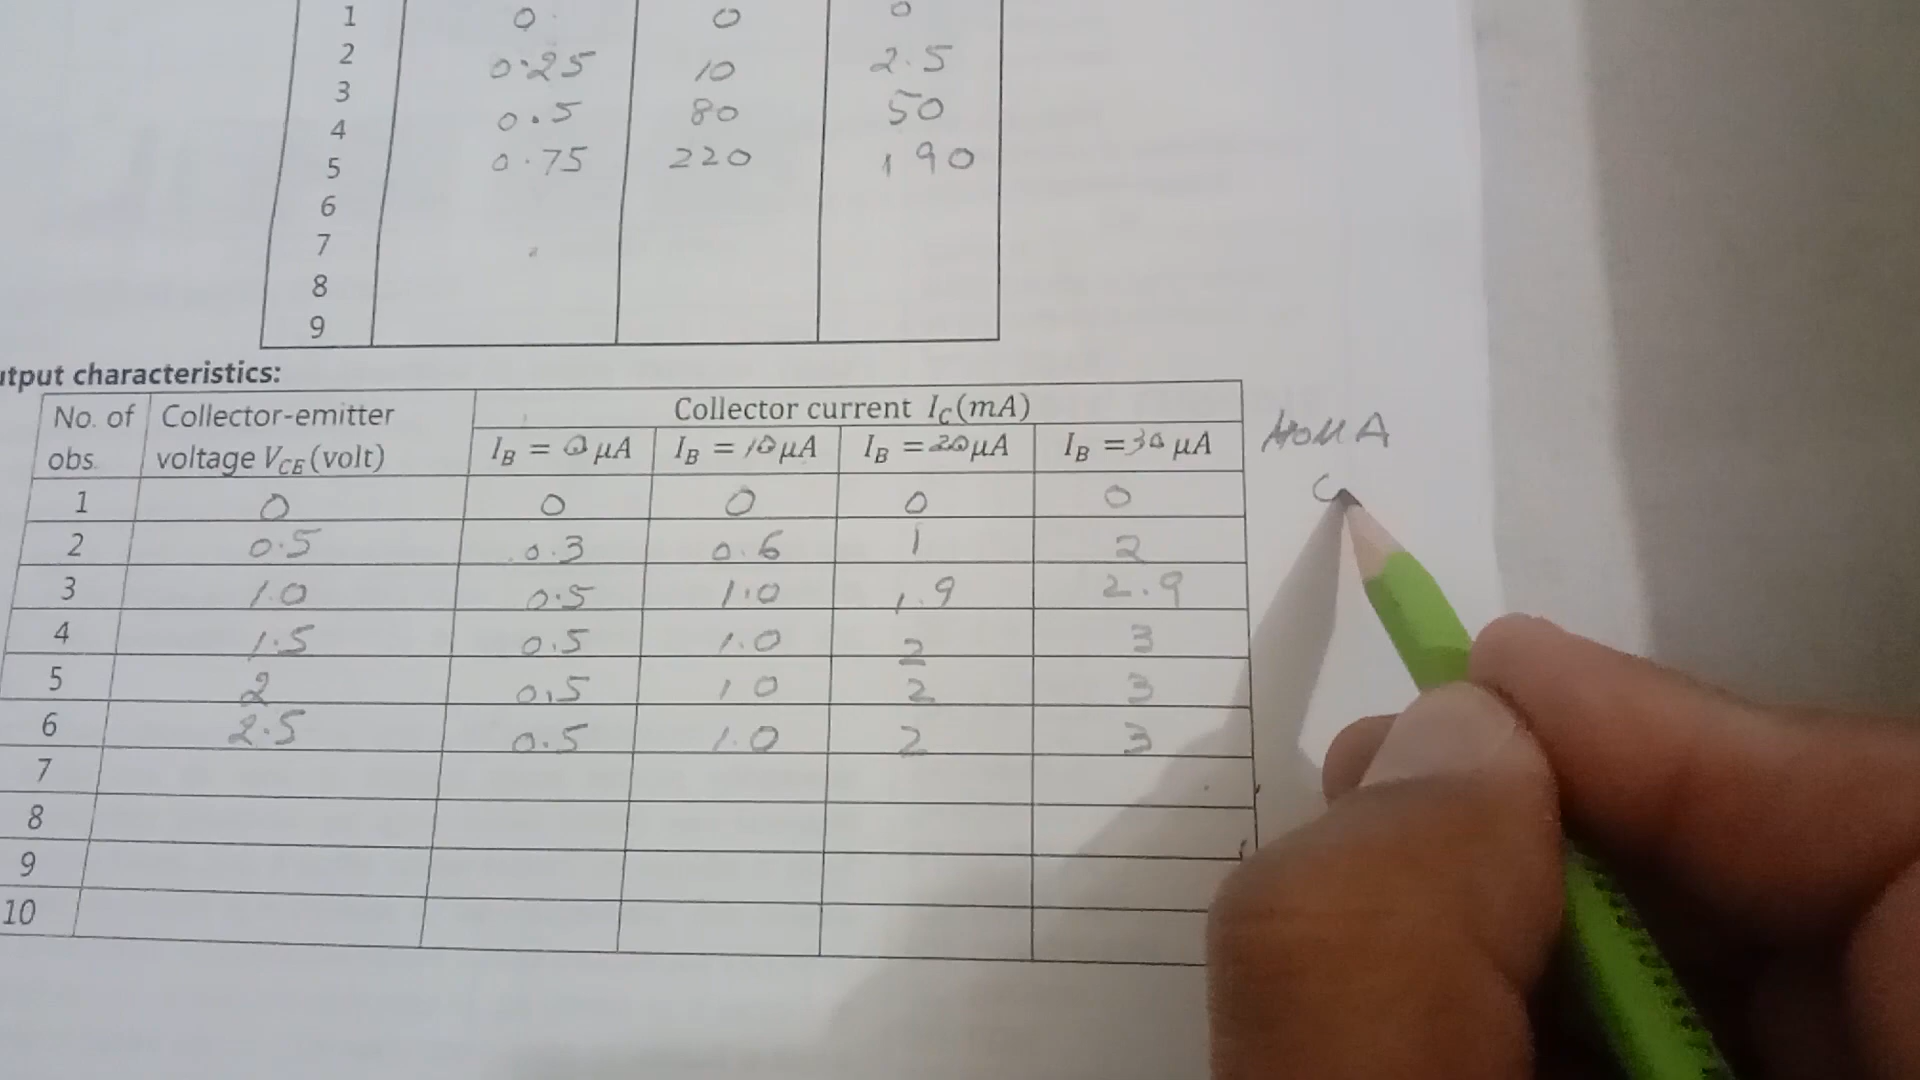 1 0 0 0
2 0.25 10 2.5
3 0.5 80 50
4 0.75 220 190
5
6
7
8
9
utput characteristics:
No. of obs. Collector-emitter voltage V_CE (volt) Collector current I_C(mA)
I_B = 0 μA I_B = 10 μA I_B = 20 μA I_B = 30 μA 40 μA
1 0 0 0 0 0
2 0.5 0.3 0.6 1 2
3 1.0 0.5 1.0 1.9 2.9
4 1.5 0.5 1.0 2 3
5 2 0.5 1.0 2 3
6 2.5 0.5 1.0 2 3
7
8
9
10